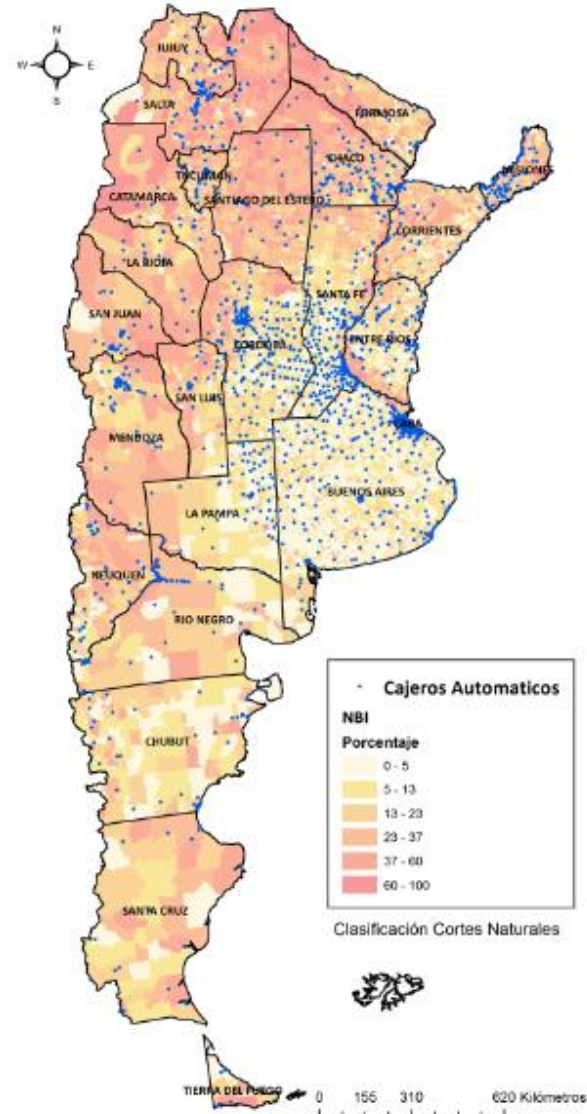 N
W E
S
JUJUY
SALTA
FORMOSA
CHACO
MISIONES
TUCUMAN
CATAMARCA
SANTIAGO DEL ESTERO
CORRIENTES
LA RIOJA
SANTA FE
SAN JUAN
CORDOBA
ENTRE RIOS
SAN LUIS
CABA
MENDOZA
BUENOS AIRES
LA PAMPA
NEUQUEN
RIO NEGRO
CHUBUT
SANTA CRUZ
TIERRA DEL FUEGO
Cajeros Automaticos
NBI
Porcentaje
0 - 5
5 - 13
13 - 23
23 - 37
37 - 60
60 - 100
Clasificación Cortes Naturales
0 155 310 620 Kilómetros